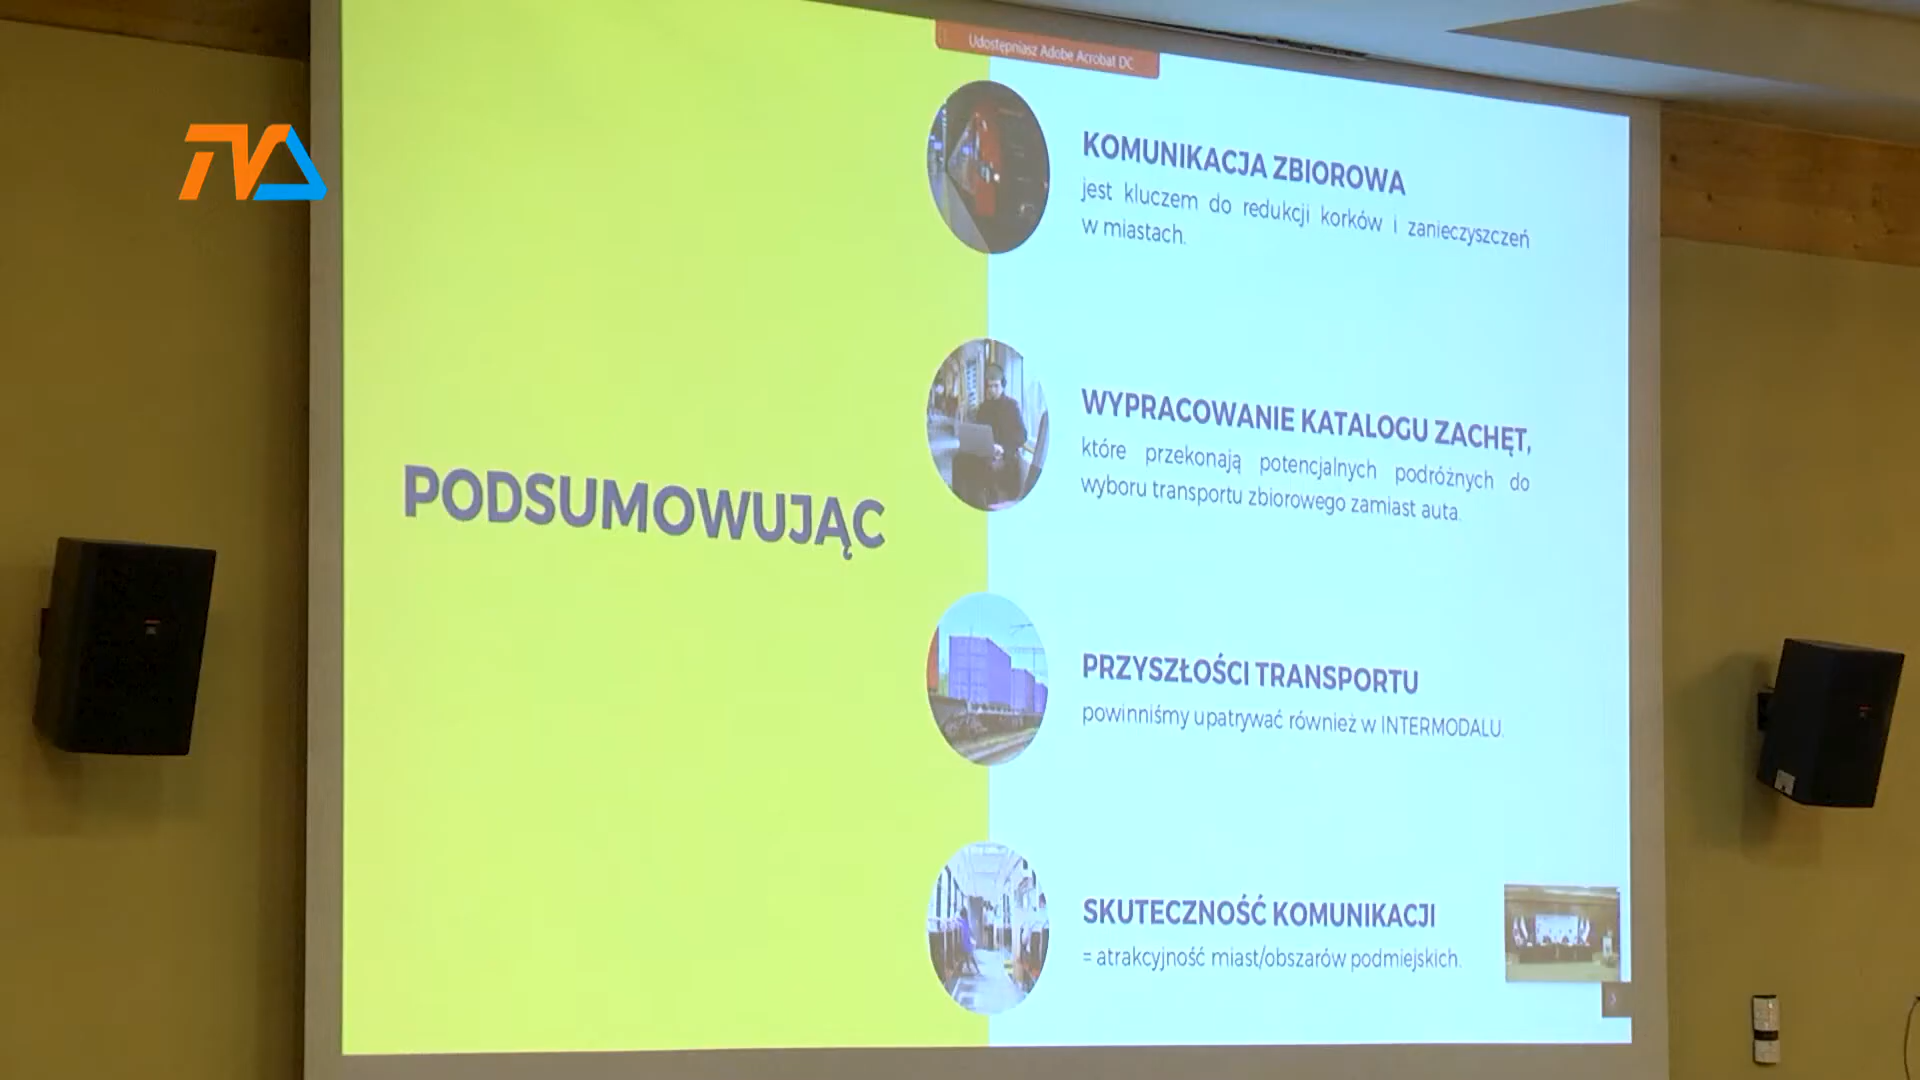 TVA
Udostępniasz Adobe Acrobat DC
PODSUMOWUJĄC
KOMUNIKACJA ZBIOROWA
jest kluczem do redukcji korków i zanieczyszczeń
w miastach.
WYPRACOWANIE KATALOGU ZACHĘT,
które przekonają potencjalnych podróżnych do
wyboru transportu zbiorowego zamiast auta.
PRZYSZŁOŚCI TRANSPORTU
powinniśmy upatrywać również w INTERMODALU.
SKUTECZNOŚĆ KOMUNIKACJI
= atrakcyjność miast/obszarów podmiejskich.